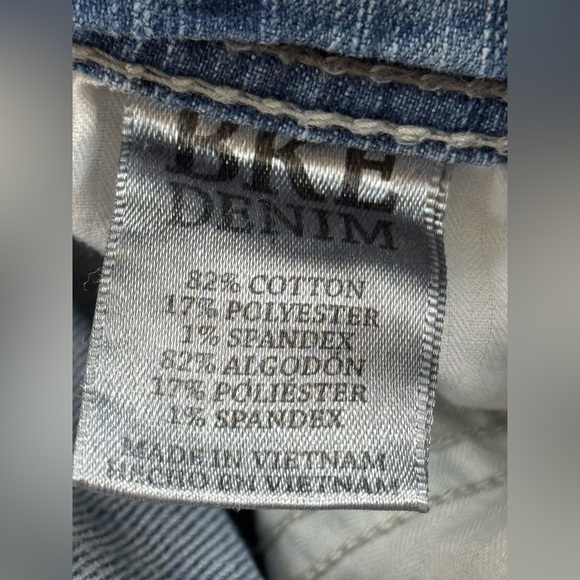 BKE
DENIM
82% COTTON
17% POLYESTER
1% SPANDEX
82% ALGODÓN
17% POLIÉSTER
1% SPANDEX
MADE IN VIETNAM
HECHO EN VIETNAM